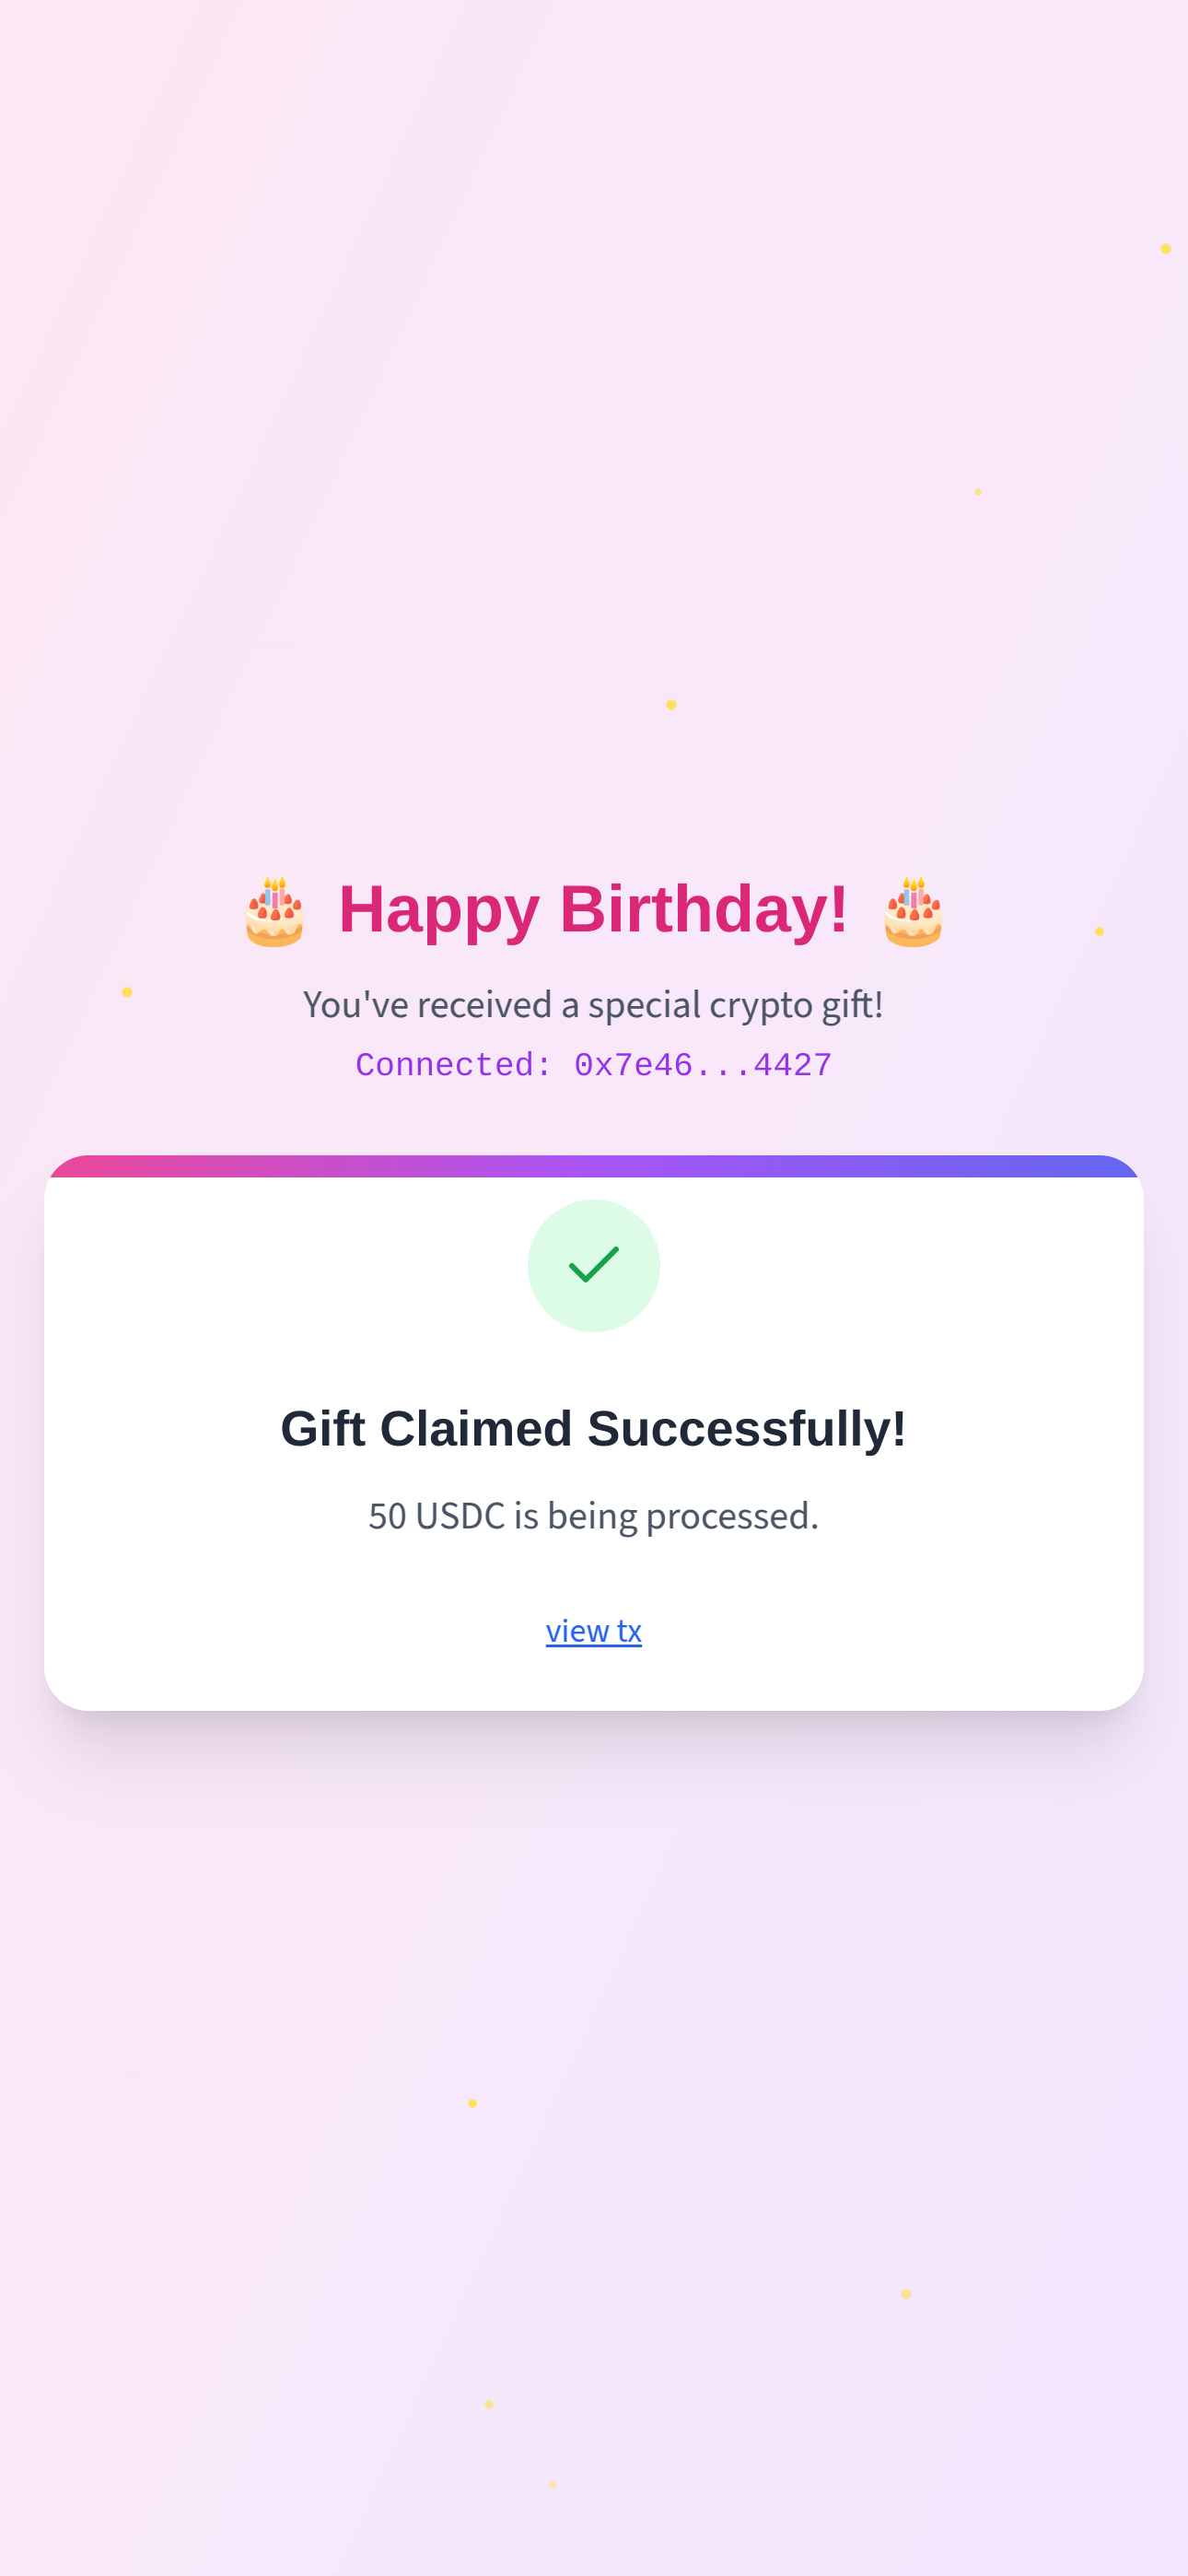 🎂 Happy Birthday! 🎂
You've received a special crypto gift!
Connected: 0x7e46...4427
Gift Claimed Successfully!
50 USDC is being processed.
view tx